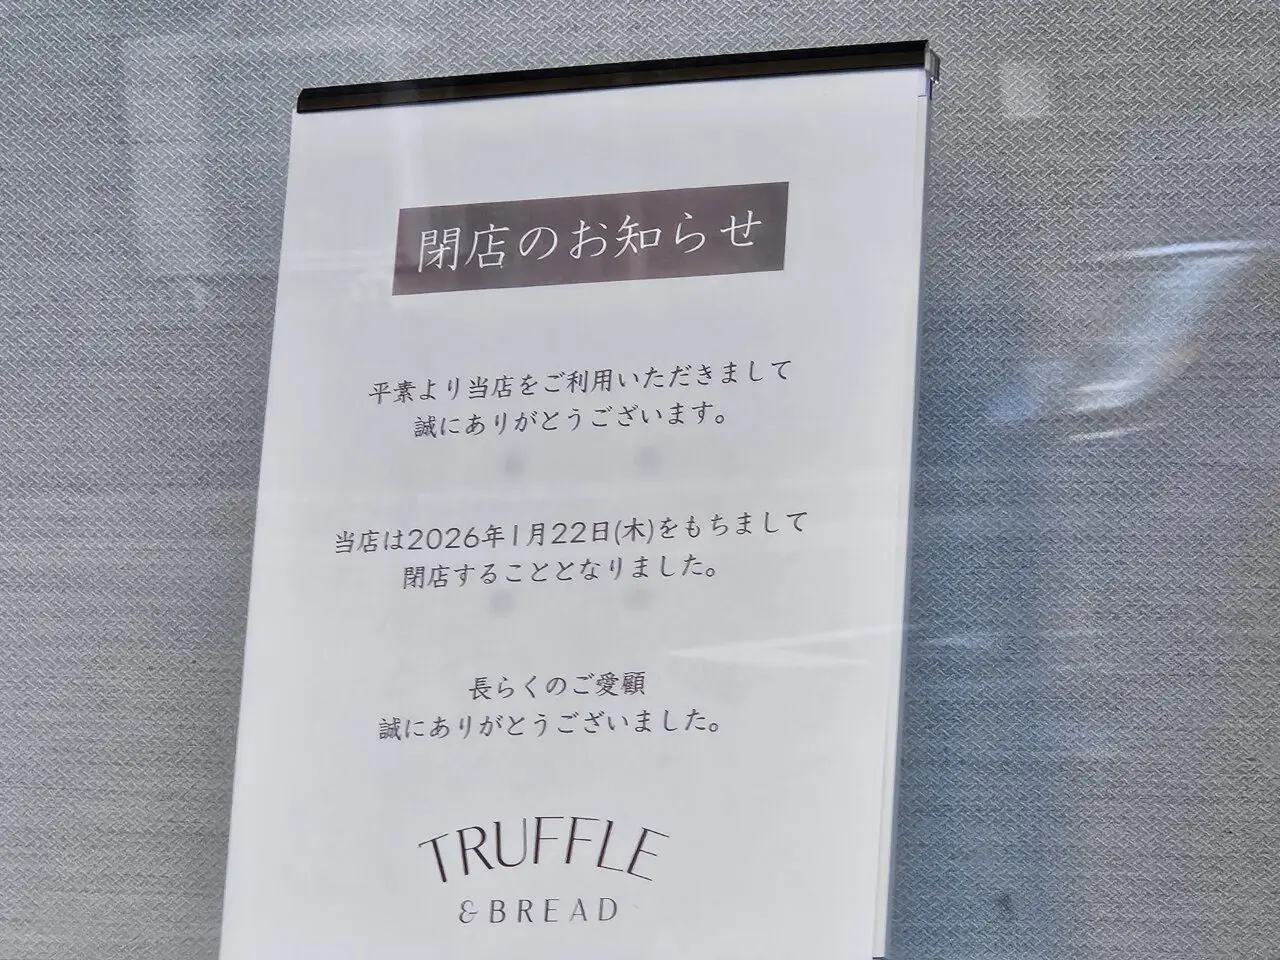 閉店のお知らせ
平素より当店をご利用いただきまして
誠にありがとうございます。
当店は2026年1月22日(木)をもちまして
閉店することとなりました。
長らくのご愛顧
誠にありがとうございました。
TRUFFLE
& BREAD